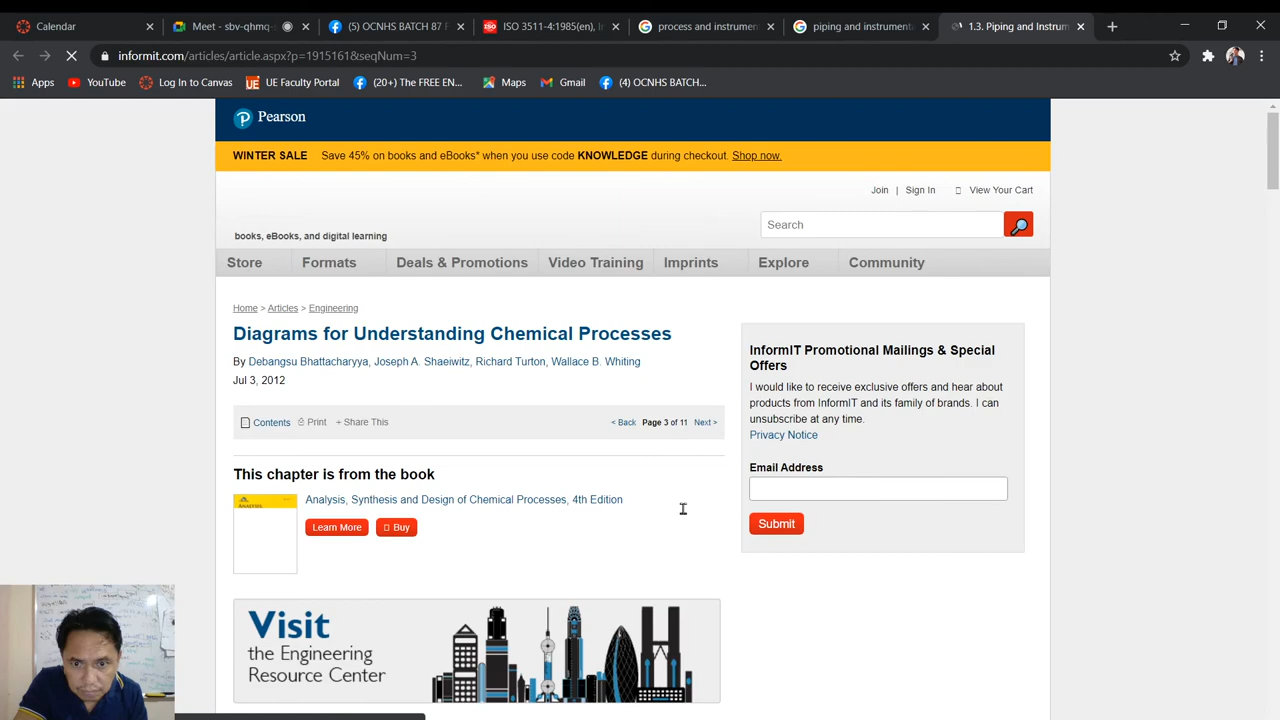 Calendar
Meet - sbv-qhmq-
(5) OCNHS BATCH 87 F
ISO 3511-4:1985(en), I
process and instrumen
piping and instrument
1.3. Piping and Instrum
informit.com/articles/article.aspx?p=1915161&seqNum=3
Apps
YouTube
Log In to Canvas
UE Faculty Portal
(20+) The FREE EN...
Maps
Gmail
(4) OCNHS BATCH...
Pearson
WINTER SALE Save 45% on books and eBooks* when you use code KNOWLEDGE during checkout. Shop now.
Join | Sign In View Your Cart
Search
books, eBooks, and digital learning
Store Formats Deals & Promotions Video Training Imprints Explore Community
Home > Articles > Engineering
Diagrams for Understanding Chemical Processes
By Debangsu Bhattacharyya, Joseph A. Shaeiwitz, Richard Turton, Wallace B. Whiting
Jul 3, 2012
Contents Print + Share This < Back Page 3 of 11 Next >
This chapter is from the book
ANALYSIS
Analysis, Synthesis and Design of Chemical Processes, 4th Edition
Learn More Buy
Visit
the Engineering
Resource Center
InformIT Promotional Mailings & Special
Offers
I would like to receive exclusive offers and hear about
products from InformIT and its family of brands. I can
unsubscribe at any time.
Privacy Notice
Email Address
Submit